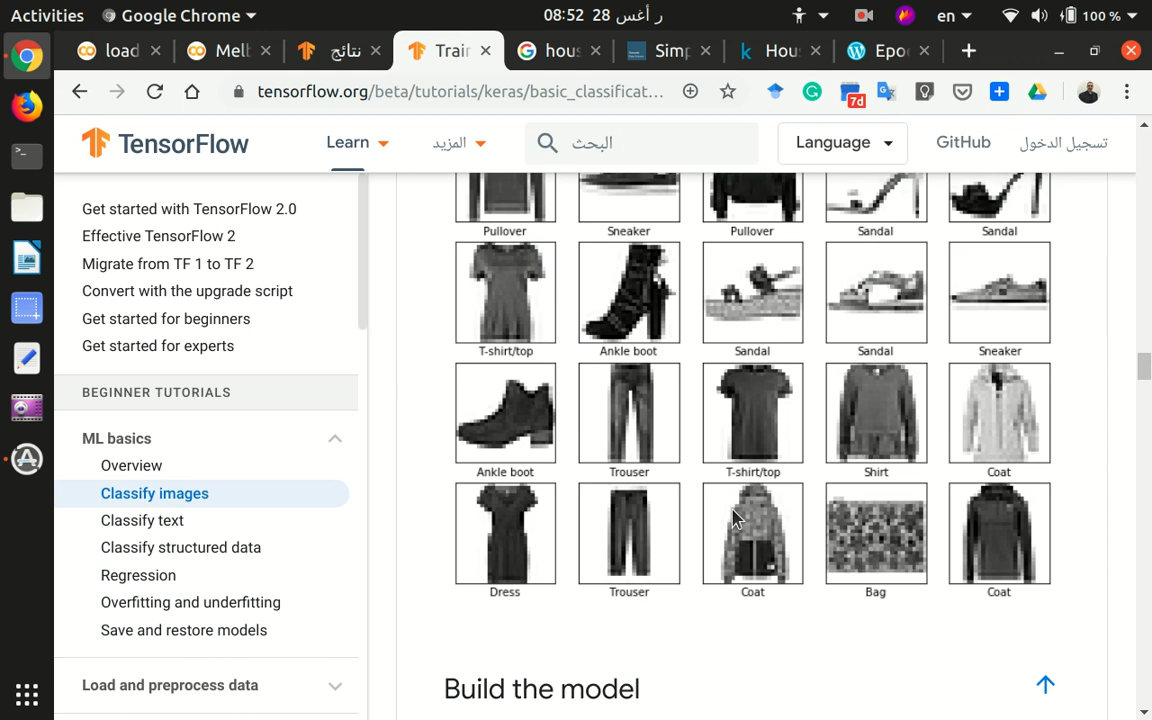 Activities Google Chrome 08:52 28 ر أغس en 100 %
load Mell نتائج Train hous Simp Hou Epo
tensorflow.org/beta/tutorials/keras/basic_classificat... 7d
TensorFlow Learn المزيد البحث Language GitHub تسجيل الدخول
Get started with TensorFlow 2.0
Effective TensorFlow 2
Migrate from TF 1 to TF 2
Convert with the upgrade script
Get started for beginners
Get started for experts
BEGINNER TUTORIALS
ML basics
Overview
Classify images
Classify text
Classify structured data
Regression
Overfitting and underfitting
Save and restore models
Load and preprocess data
Pullover Sneaker Pullover Sandal Sandal
T-shirt/top Ankle boot Sandal Sandal Sneaker
Ankle boot Trouser T-shirt/top Shirt Coat
Dress Trouser Coat Bag Coat
Build the model